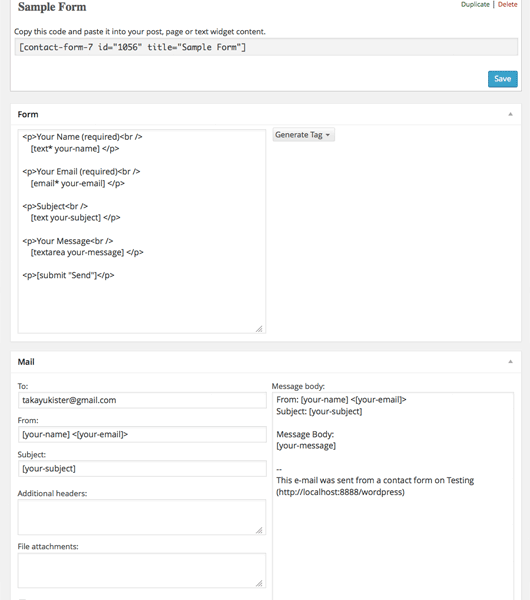 Sample Form
Duplicate | Delete
Copy this code and paste it into your post, page or text widget content.
[contact-form-7 id="1056" title="Sample Form"]
Save
Form
<p>Your Name (required)<br />
[text* your-name] </p>
<p>Your Email (required)<br />
[email* your-email] </p>
<p>Subject<br />
[text your-subject] </p>
<p>Your Message<br />
[textarea your-message] </p>
<p>[submit "Send"]</p>
Generate Tag
Mail
To:
takayukister@gmail.com
From:
[your-name] <[your-email]>
Subject:
[your-subject]
Additional headers:
File attachments:
Message body:
From: [your-name] <[your-email]>
Subject: [your-subject]
Message Body:
[your-message]
--
This e-mail was sent from a contact form on Testing
(http://localhost:8888/wordpress)